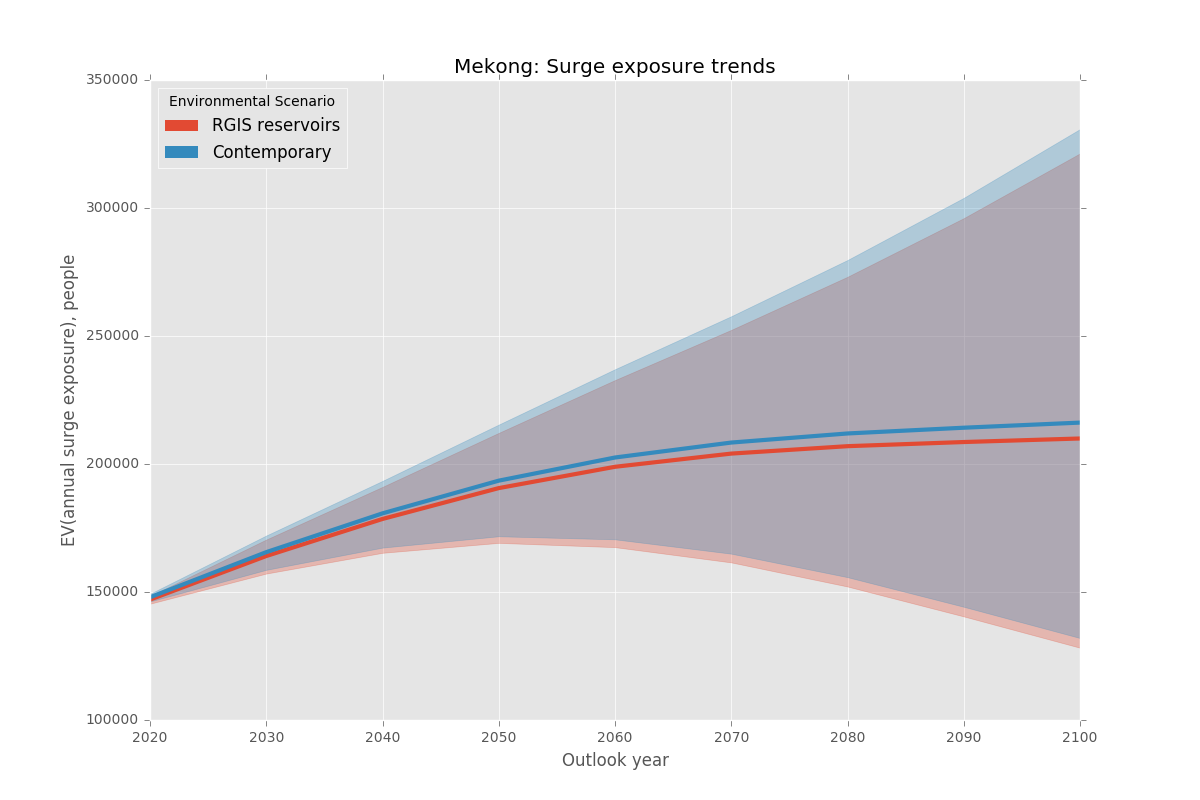 Mekong: Surge exposure trends
350000
300000
250000
200000
150000
100000
EV(annual surge exposure), people
Environmental Scenario
RGIS reservoirs
Contemporary
2020 2030 2040 2050 2060 2070 2080 2090 2100
Outlook year